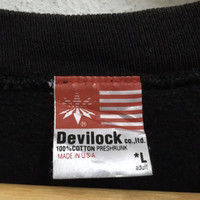 Devilock co.,ltd.
100% COTTON PRESHRUNK
MADE IN U.S.A
*L
adult